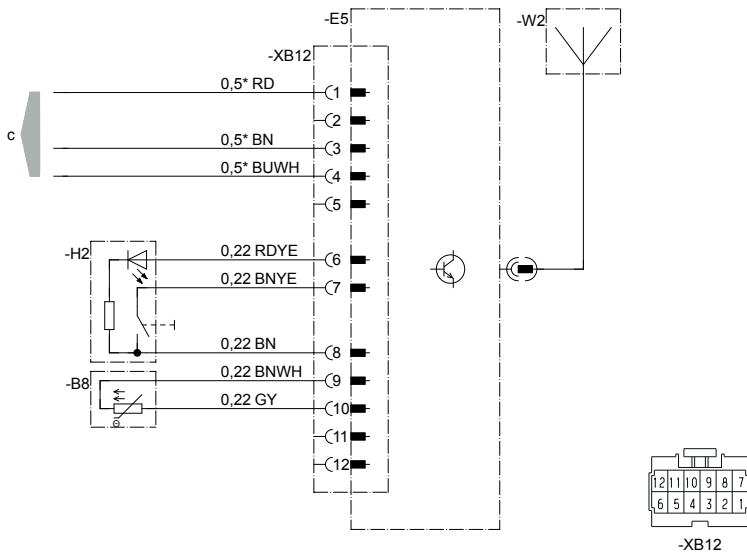 -E5
-W2
-XB12
0,5* RD
1
2
c
0,5* BN
3
0,5* BUWH
4
5
-H2
0,22 RDYE
6
0,22 BNYE
7
0,22 BN
8
-B8
0,22 BNWH
9
0,22 GY
10
Θ
11
12
12 11 10 9 8 7
6 5 4 3 2 1
-XB12